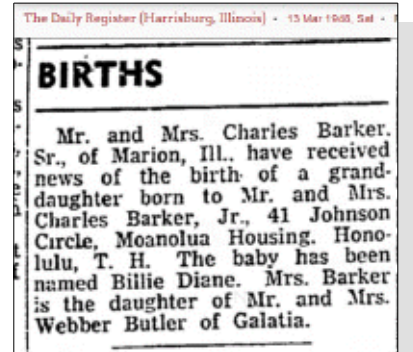 The Daily Register (Harrisburg, Illinois) - 13 Mar 1948, Sat -
BIRTHS
Mr. and Mrs. Charles Barker.
Sr., of Marion, Ill., have received
news of the birth of a grand-
daughter born to Mr. and Mrs.
Charles Barker, Jr., 41 Johnson
Circle, Moanolua Housing. Hono-
lulu, T. H. The baby has been
named Billie Diane. Mrs. Barker
is the daughter of Mr. and Mrs.
Webber Butler of Galatia.